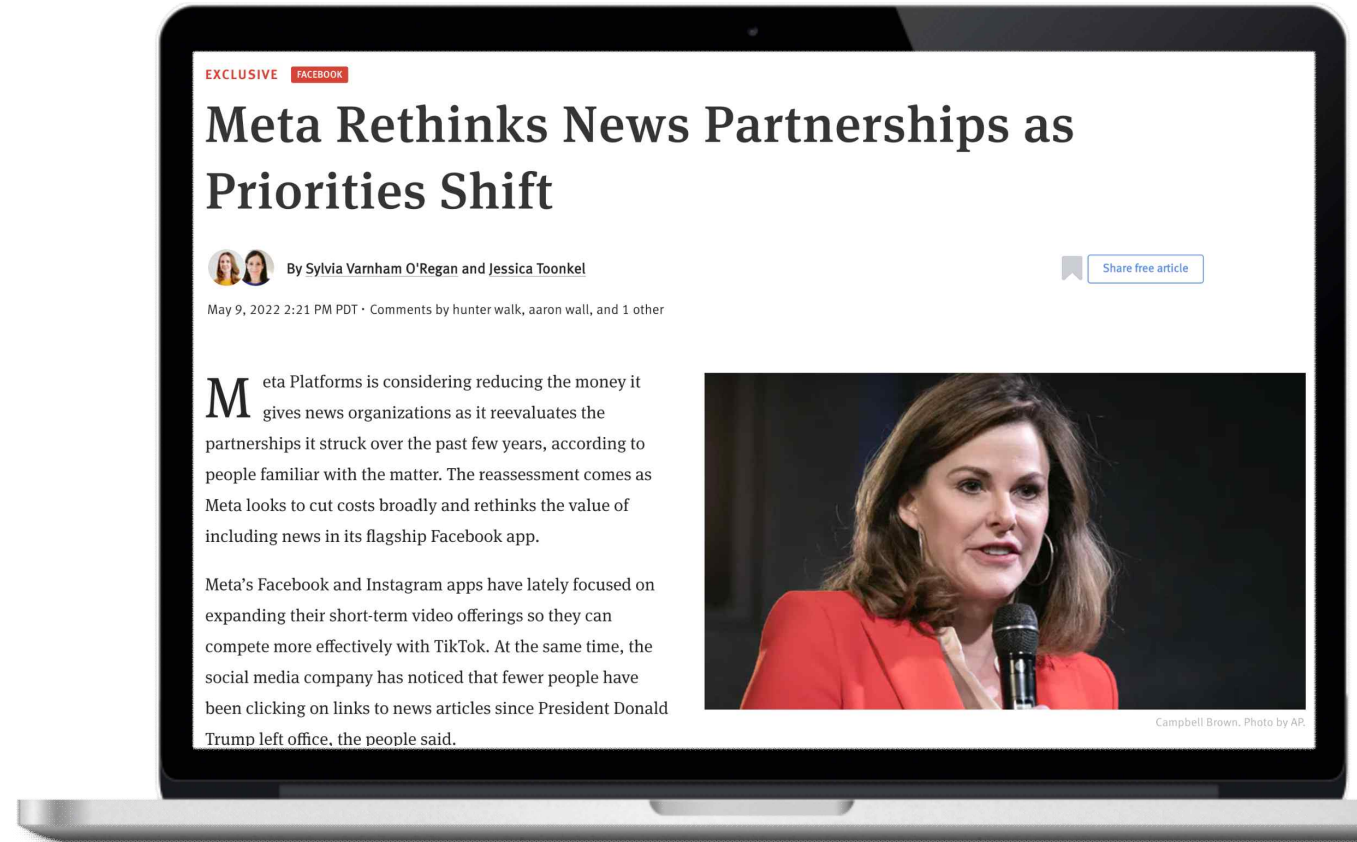 EXCLUSIVE FACEBOOK
Meta Rethinks News Partnerships as
Priorities Shift
By Sylvia Varnham O'Regan and Jessica Toonkel
Share free article
May 9, 2022 2:21 PM PDT · Comments by hunter walk, aaron wall, and 1 other
Meta Platforms is considering reducing the money it
gives news organizations as it reevaluates the
partnerships it struck over the past few years, according to
people familiar with the matter. The reassessment comes as
Meta looks to cut costs broadly and rethinks the value of
including news in its flagship Facebook app.
Meta’s Facebook and Instagram apps have lately focused on
expanding their short-term video offerings so they can
compete more effectively with TikTok. At the same time, the
social media company has noticed that fewer people have
been clicking on links to news articles since President Donald
Trump left office, the people said.
Campbell Brown. Photo by AP.